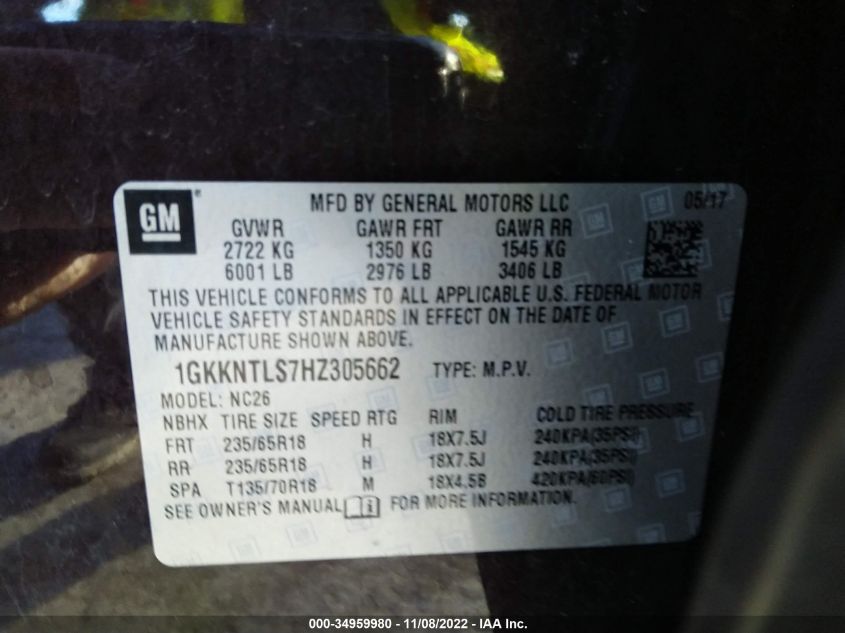 GM® MFD BY GENERAL MOTORS LLC 05/17
GVWR GAWR FRT GAWR RR
2722 KG 1350 KG 1545 KG
6001 LB 2976 LB 3406 LB
THIS VEHICLE CONFORMS TO ALL APPLICABLE U.S. FEDERAL MOTOR
VEHICLE SAFETY STANDARDS IN EFFECT ON THE DATE OF
MANUFACTURE SHOWN ABOVE.
1GKKNTLS7HZ305662 TYPE: M.P.V.
MODEL: NC26
NBHX TIRE SIZE SPEED RTG RIM COLD TIRE PRESSURE
FRT 235/65R18 H 18X7.5J 240KPA(35PSI)
RR 235/65R18 H 18X7.5J 240KPA(35PSI)
SPA T135/70R18 M 18X4.5B 420KPA(60PSI)
SEE OWNER'S MANUAL i FOR MORE INFORMATION.
000-34959980 - 11/08/2022 - IAA Inc.